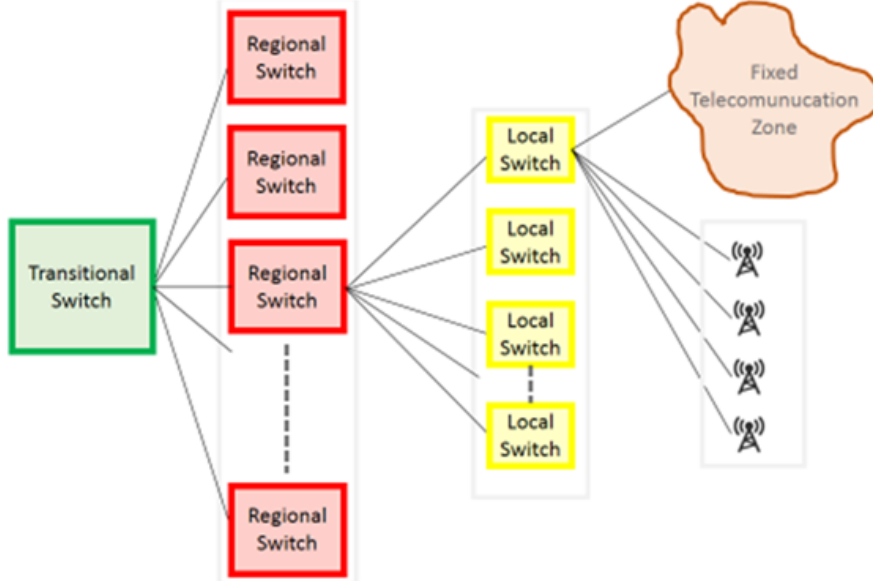 Regional
Switch
Regional
Switch
Transitional
Switch
Regional
Switch
Regional
Switch
Local
Switch
Local
Switch
Local
Switch
Local
Switch
Fixed
Telecomunucation
Zone